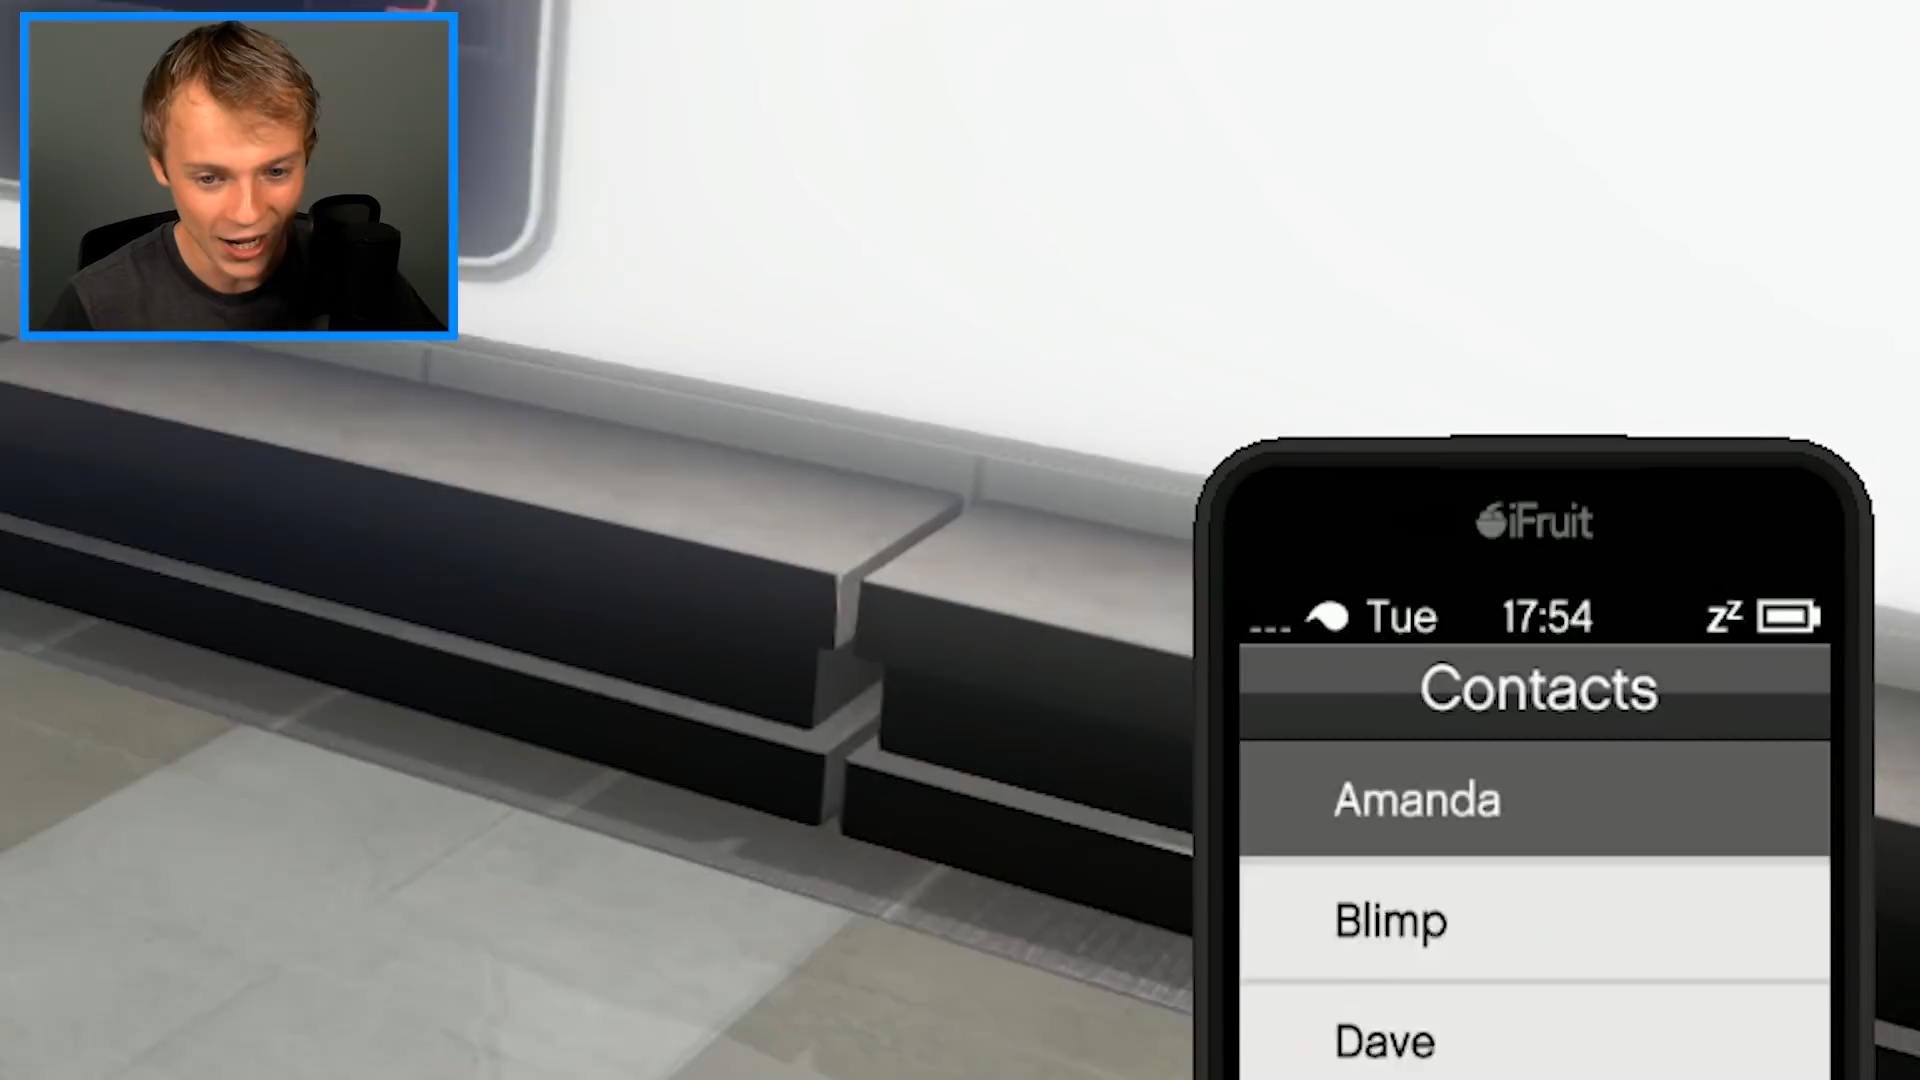 iFruit
Tue 17:54 zz
Contacts
Amanda
Blimp
Dave